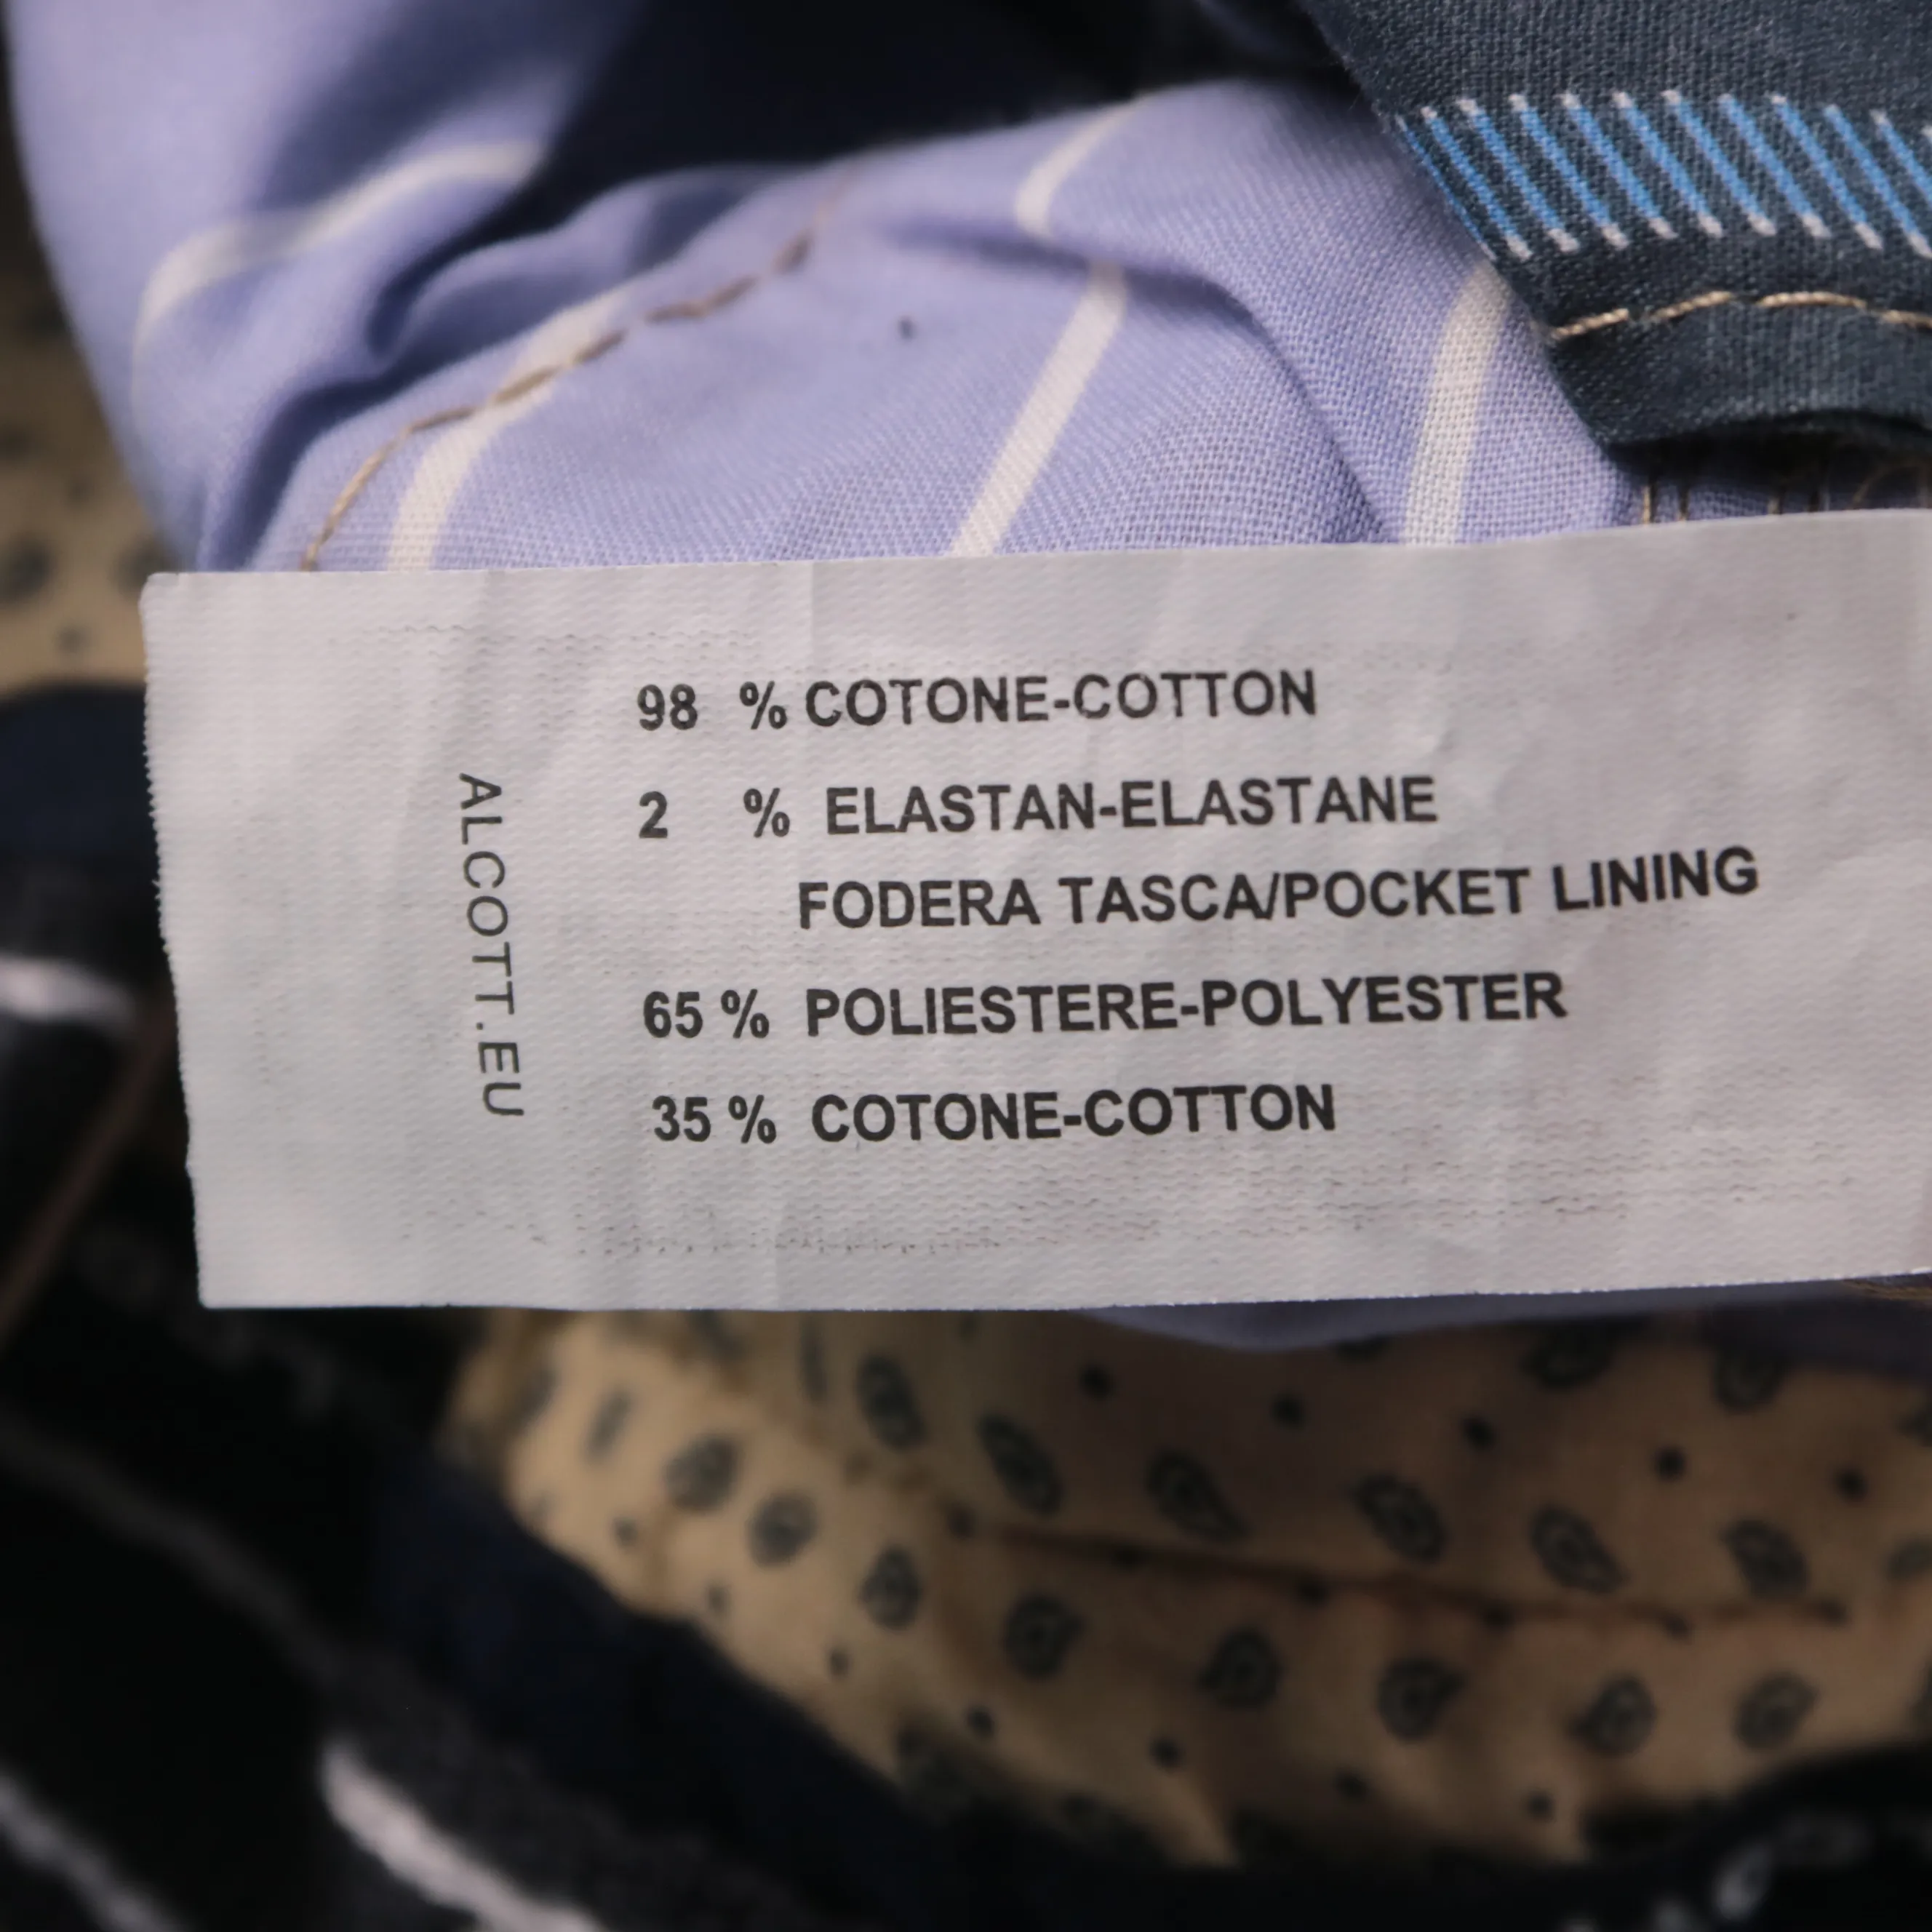 98 % COTONE-COTTON
2 % ELASTAN-ELASTANE
FODERA TASCA/POCKET LINING
65 % POLIESTERE-POLYESTER
35 % COTONE-COTTON
ALCOTT.EU